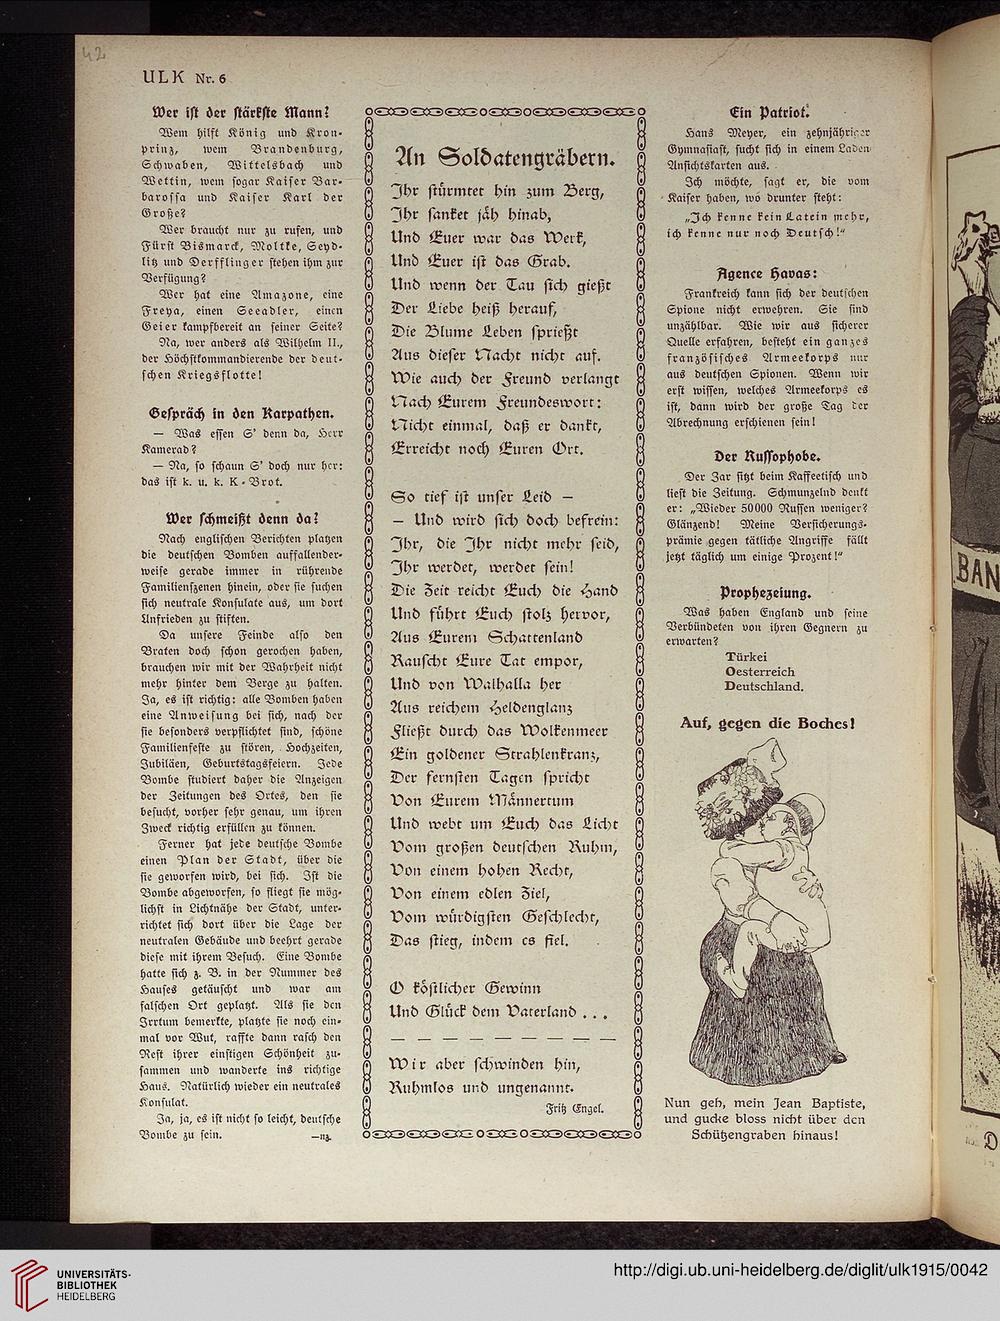 42
ULK Nr. 6
Wer ist der stärkste Mann?
Wem hilft König und Kron-
prinz, wem Brandenburg,
Schwaben, Wittelsbach und
Wettin, wem sogar Kaiser Bar-
barossa und Kaiser Karl der
Große?
Wer braucht nur zu rufen, und
Fürst Bismarck, Moltke, Seyd-
litz und Derfflinger stehen ihm zur
Verfügung?
Wer hat eine Amazone, eine
Freya, einen Seeadler, einen
Geier kampfbereit an seiner Seite?
Na, wer anders als Wilhelm II.,
der Höchstkommandierende der deut-
schen Kriegsflotte!
Gespräch in den Karpathen.
— Was essen S' denn da, Herr
Kamerad?
— Na, so schaun S' doch nur her:
das ist k. u. k. K-Brot.
Wer schmeißt denn da?
Nach englischen Berichten platzen
die deutschen Bomben auffallender-
weise gerade immer in rührende
Familienszenen hinein, oder sie suchen
sich neutrale Konsulate aus, um dort
Unfrieden zu stiften.
Da unsere Feinde also den
Braten doch schon gerochen haben,
brauchen wir mit der Wahrheit nicht
mehr hinter dem Berge zu halten.
Ja, es ist richtig: alle Bomben haben
eine Anweisung bei sich, nach der
sie besonders verpflichtet sind, schöne
Familienfeste zu stören, Hochzeiten,
Jubiläen, Geburtstagsfeiern. Jede
Bombe studiert daher die Anzeigen
der Zeitungen des Ortes, den sie
besucht, vorher sehr genau, um ihren
Zweck richtig erfüllen zu können.
Ferner hat jede deutsche Bombe
einen Plan der Stadt, über die
sie geworfen wird, bei sich. Ist die
Bombe abgeworfen, so fliegt sie mög-
lichst in Lichtnähe der Stadt, unter-
richtet sich dort über die Lage der
neutralen Gebäude und beehrt gerade
diese mit ihrem Besuch. Eine Bombe
hatte sich z. B. in der Nummer des
Hauses getäuscht und war am
falschen Ort geplatzt. Als sie den
Irrtum bemerkte, platzte sie noch ein-
mal vor Wut, raffte dann rasch den
Rest ihrer einstigen Schönheit zu-
sammen und wanderte ins richtige
Haus. Natürlich wieder ein neutrales
Konsulat.
Ja, ja, es ist nicht so leicht, deutsche
Bombe zu sein. —nz.
An Soldatengräbern.
Ihr stürmtet hin zum Berg,
Ihr sanket jäh hinab,
Und Euer war das Werk,
Und Euer ist das Grab.
Und wenn der Tau sich gießt
Der Liebe heiß herauf,
Die Blume Leben sprießt
Aus dieser Nacht nicht auf.
Wie auch der Freund verlangt
Nach Eurem Freundeswort:
Nicht einmal, daß er dankt,
Erreicht noch Euren Ort.
So tief ist unser Leid —
— Und wird sich doch befrein:
Ihr, die Ihr nicht mehr seid,
Ihr werdet, werdet sein!
Die Zeit reicht Euch die Hand
Und führt Euch stolz hervor,
Aus Eurem Schattenland
Rauscht Eure Tat empor,
Und von Walhalla her
Aus reichem Heldenglanz
Fließt durch das Wolkenmeer
Ein goldener Strahlenkranz,
Der fernsten Tagen spricht
Von Eurem Männertum
Und webt um Euch das Licht
Vom großen deutschen Ruhm,
Von einem hohen Recht,
Von einem edlen Ziel,
Vom würdigsten Geschlecht,
Das stieg, indem es fiel.
O köstlicher Gewinn
Und Glück dem Vaterland . . .
— — — — — — — — —
Wir aber schwinden hin,
Ruhmlos und ungenannt.
Fritz Engel.
Ein Patriot.
Hans Meyer, ein zehnjähriger
Gymnasiast, sucht sich in einem Laden
Ansichtskarten aus.
Ich möchte, sagt er, die vom
Kaiser haben, wo drunter steht:
„Ich kenne kein Latein mehr,
ich kenne nur noch Deutsch!“
Agence Havas:
Frankreich kann sich der deutschen
Spione nicht erwehren. Sie sind
unzählbar. Wie wir aus sicherer
Quelle erfahren, besteht ein ganzes
französisches Armeekorps nur
aus deutschen Spionen. Wenn wir
erst wissen, welches Armeekorps es
ist, dann wird der große Tag der
Abrechnung erschienen sein!
Der Russophobe.
Der Zar sitzt beim Kaffeetisch und
liest die Zeitung. Schmunzelnd denkt
er: „Wieder 50000 Russen weniger?
Glänzend! Meine Versicherungs-
prämie gegen tätliche Angriffe fällt
jetzt täglich um einige Prozent!“
Prophezeiung.
Was haben England und seine
Verbündeten von ihren Gegnern zu
erwarten?
Türkei
Oesterreich
Deutschland.
Auf, gegen die Boches!
Nun geh, mein Jean Baptiste,
und gucke bloss nicht über den
Schützengraben hinaus!
BAN
D
UNIVERSITÄTS-
BIBLIOTHEK
HEIDELBERG
http://digi.ub.uni-heidelberg.de/diglit/ulk1915/0042